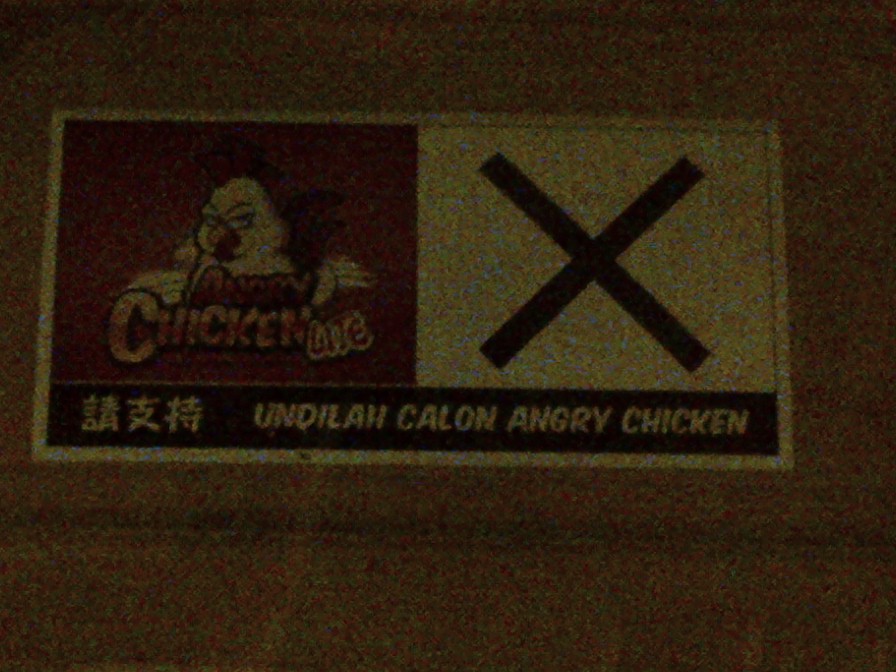 ANGRY
CHICKEN
請支持 UNDILAH CALON ANGRY CHICKEN